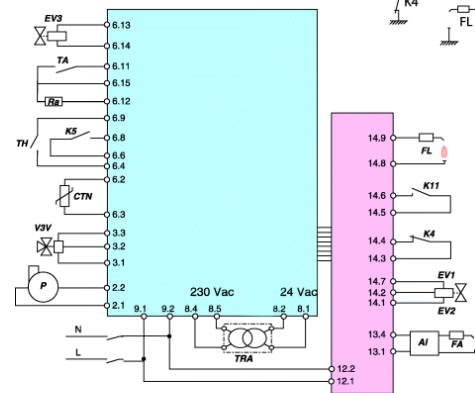 K4
FL
EV3
6.13
6.14
TA
6.11
6.15
Ra
6.12
6.9
TH
K5
6.8
6.6
6.4
6.2
CTN
6.3
V3V
3.3
3.2
3.1
P
2.2
2.1
230 Vac
24 Vac
9.1
9.2
8.4
8.5
8.2
8.1
N
L
TRA
14.9
FL
14.8
14.6
K11
14.5
14.4
K4
14.3
14.7
EV1
14.2
14.1
EV2
13.4
AI
FA
13.1
12.2
12.1